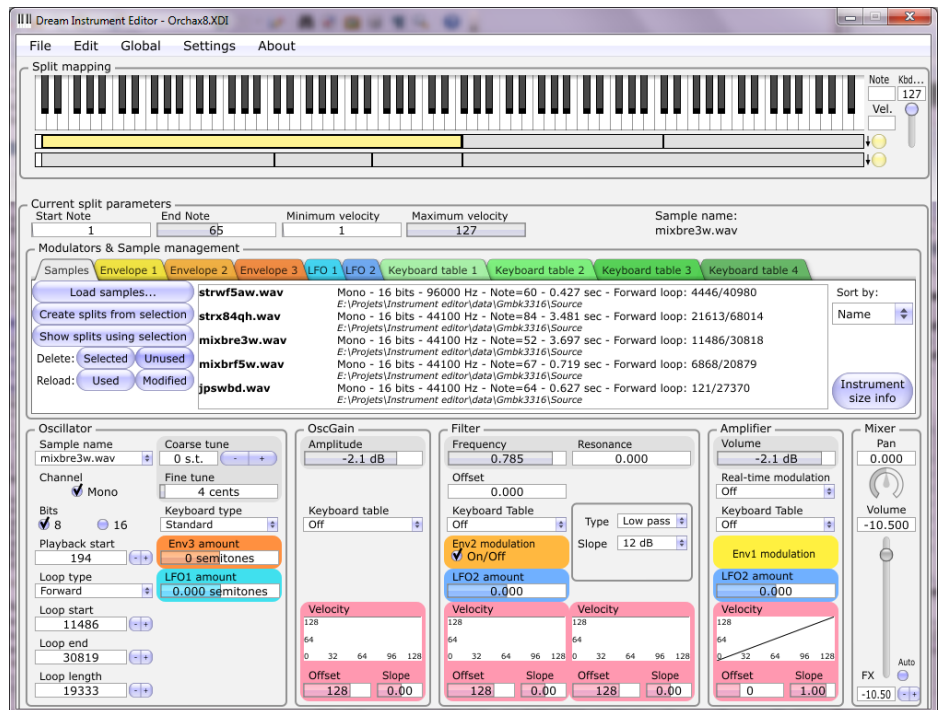 Dream Instrument Editor - Orchax8.XDI
File Edit Global Settings About
Split mapping
Note Kbd...
127
Vel.
Current split parameters
Start Note End Note Minimum velocity Maximum velocity Sample name:
1 65 1 127 mixbre3w.wav
Modulators & Sample management
Samples Envelope 1 Envelope 2 Envelope 3 LFO 1 LFO 2 Keyboard table 1 Keyboard table 2 Keyboard table 3 Keyboard table 4
Load samples...
Create splits from selection
Show splits using selection
Delete: Selected Unused
Reload: Used Modified
strwf5aw.wav Mono - 16 bits - 96000 Hz - Note=60 - 0.427 sec - Forward loop: 4446/40980
E:\Projets\Instrument editor\data\Gmbk3316\Source
strx84qh.wav Mono - 16 bits - 44100 Hz - Note=84 - 3.481 sec - Forward loop: 21613/68014
E:\Projets\Instrument editor\data\Gmbk3316\Source
mixbre3w.wav Mono - 16 bits - 44100 Hz - Note=52 - 3.697 sec - Forward loop: 11486/30818
E:\Projets\Instrument editor\data\Gmbk3316\Source
mixbrf5w.wav Mono - 16 bits - 44100 Hz - Note=67 - 0.719 sec - Forward loop: 6868/20879
E:\Projets\Instrument editor\data\Gmbk3316\Source
jpswbd.wav Mono - 16 bits - 44100 Hz - Note=64 - 0.627 sec - Forward loop: 121/27370
E:\Projets\Instrument editor\data\Gmbk3316\Source
Sort by:
Name
Instrument
size info
Oscillator
Sample name Coarse tune
mixbre3w.wav 0 s.t. - +
Channel Fine tune
Mono 4 cents
Bits Keyboard type
8 16 Standard
Playback start Env3 amount
194 - + 0 semitones
Loop type LFO1 amount
Forward 0.000 semitones
Loop start
11486 - +
Loop end
30819 - +
Loop length
19333 - +
OscGain
Amplitude
-2.1 dB
Keyboard table
Off
Velocity
128
64
0 32 64 96 128
Offset Slope
128 0.00
Filter
Frequency Resonance
0.785 0.000
Offset
0.000
Keyboard Table
Off
Type Low pass
Slope 12 dB
Env2 modulation
On/Off
LFO2 amount
0.000
Velocity Velocity
128 128
64 64
0 32 64 96 128 0 32 64 96 128
Offset Slope Offset Slope
128 0.00 128 0.00
Amplifier
Volume
-2.1 dB
Real-time modulation
Off
Keyboard Table
Off
Env1 modulation
LFO2 amount
0.000
Velocity
128
64
0 32 64 96 128
Offset Slope
0 1.00
Mixer
Pan
0.000
Volume
-10.500
Auto
FX
-10.50 - +